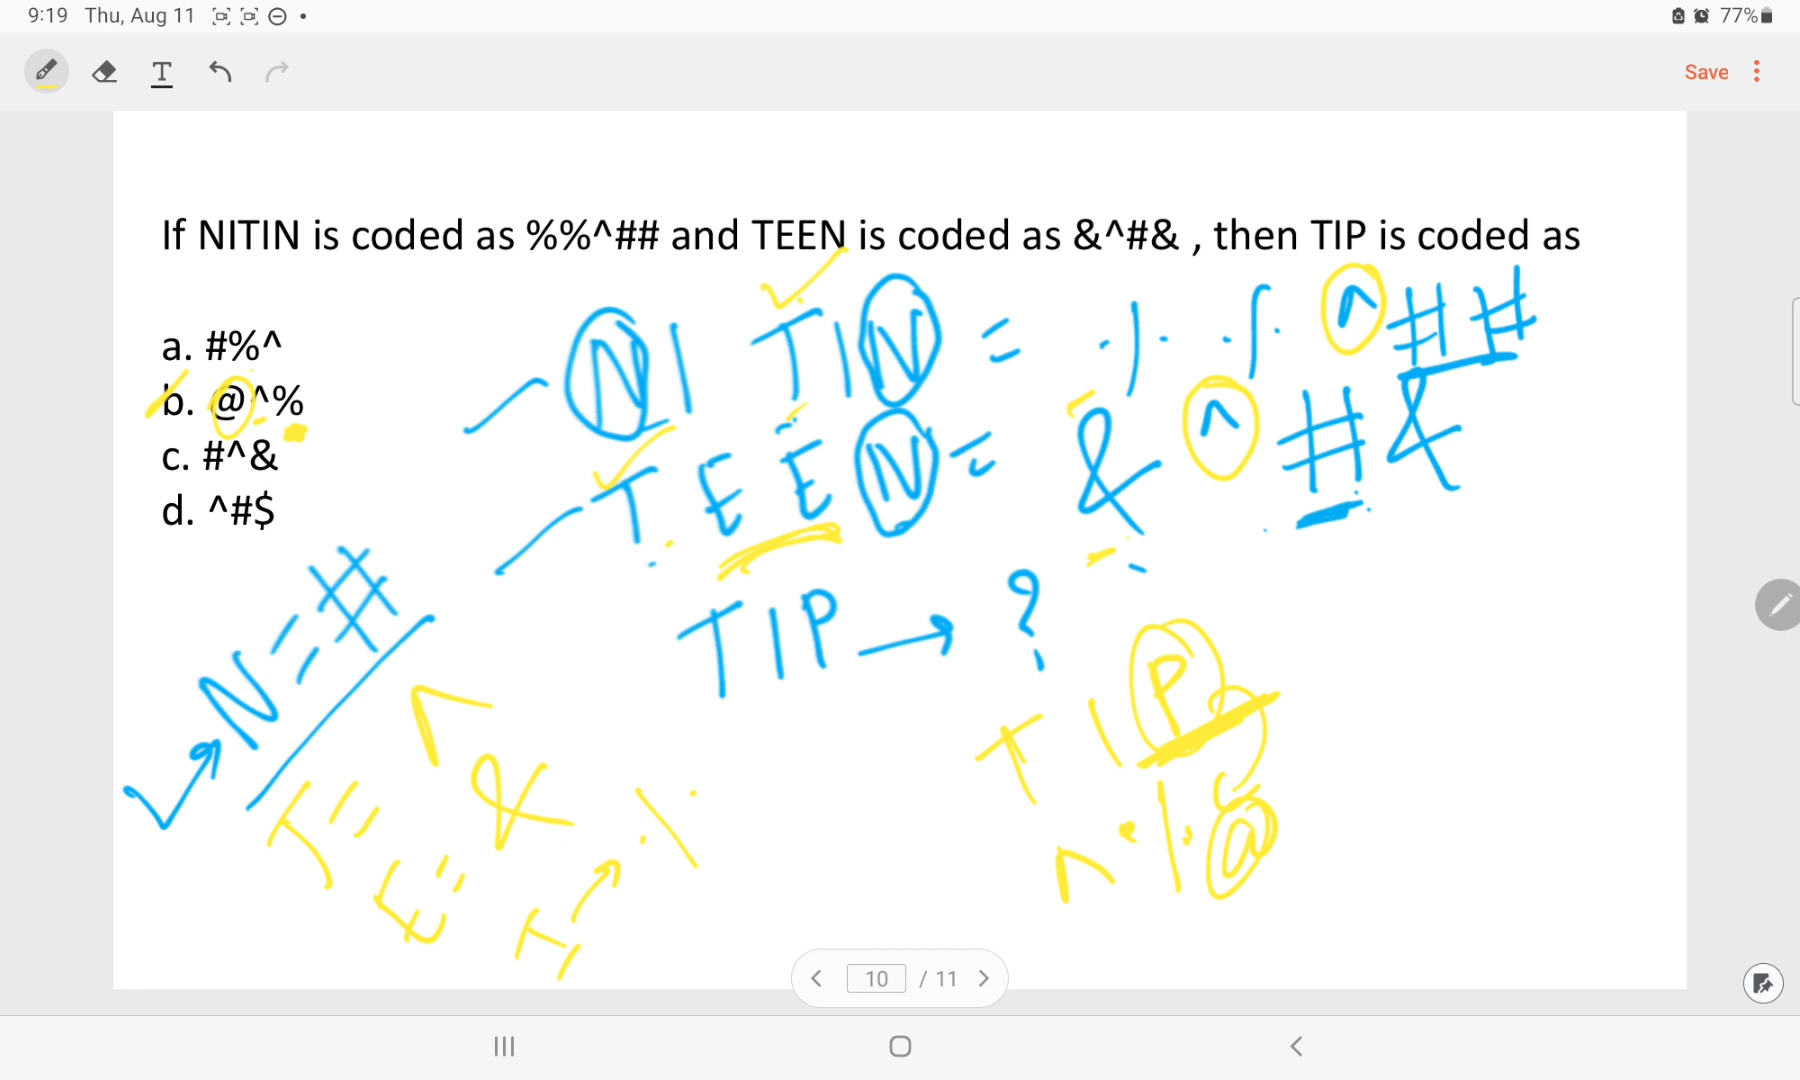 9:19 Thu, Aug 11 77%
T Save
If NITIN is coded as %%^## and TEEN is coded as &^#& , then TIP is coded as
a. #%^
b. @^%
c. #^&
d. ^#$
NITIN = % % ^ # #
TEEN = & ^ # &
TIP → ?
N = #
T = ^
E = &
I → %
TIP
^ % @
10 / 11